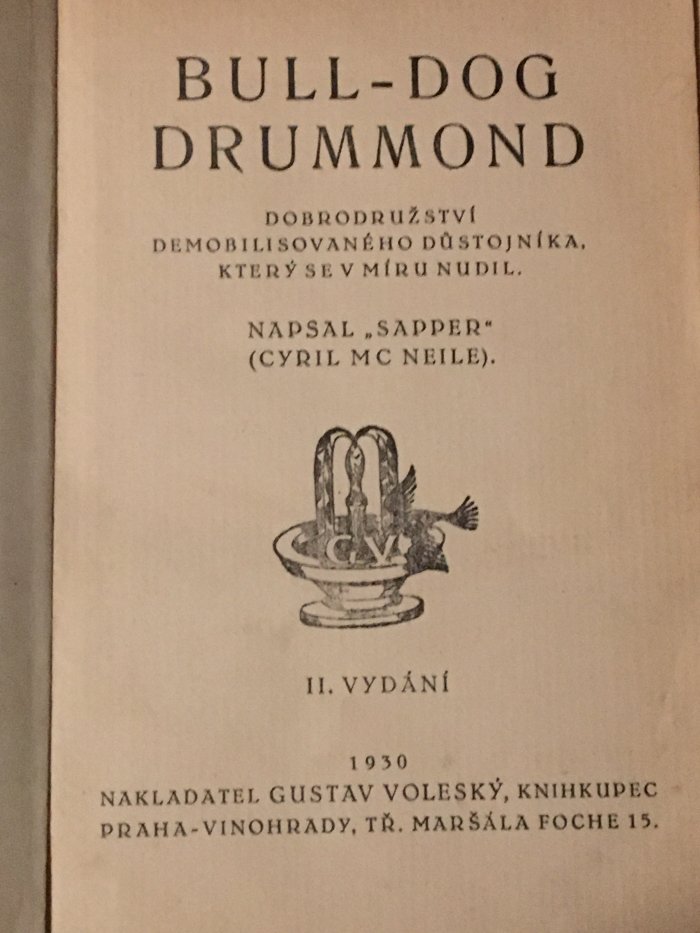 BULL-DOG
DRUMMOND
DOBRODRUŽSTVÍ
DEMOBILISOVANÉHO DŮSTOJNÍKA,
KTERÝ SE V MÍRU NUDIL.
NAPSAL „SAPPER“
(CYRIL MC NEILE).
G.V.
II. VYDÁNÍ
1930
NAKLADATEL GUSTAV VOLESKÝ, KNIHKUPEC
PRAHA-VINOHRADY, TŘ. MARŠÁLA FOCHE 15.